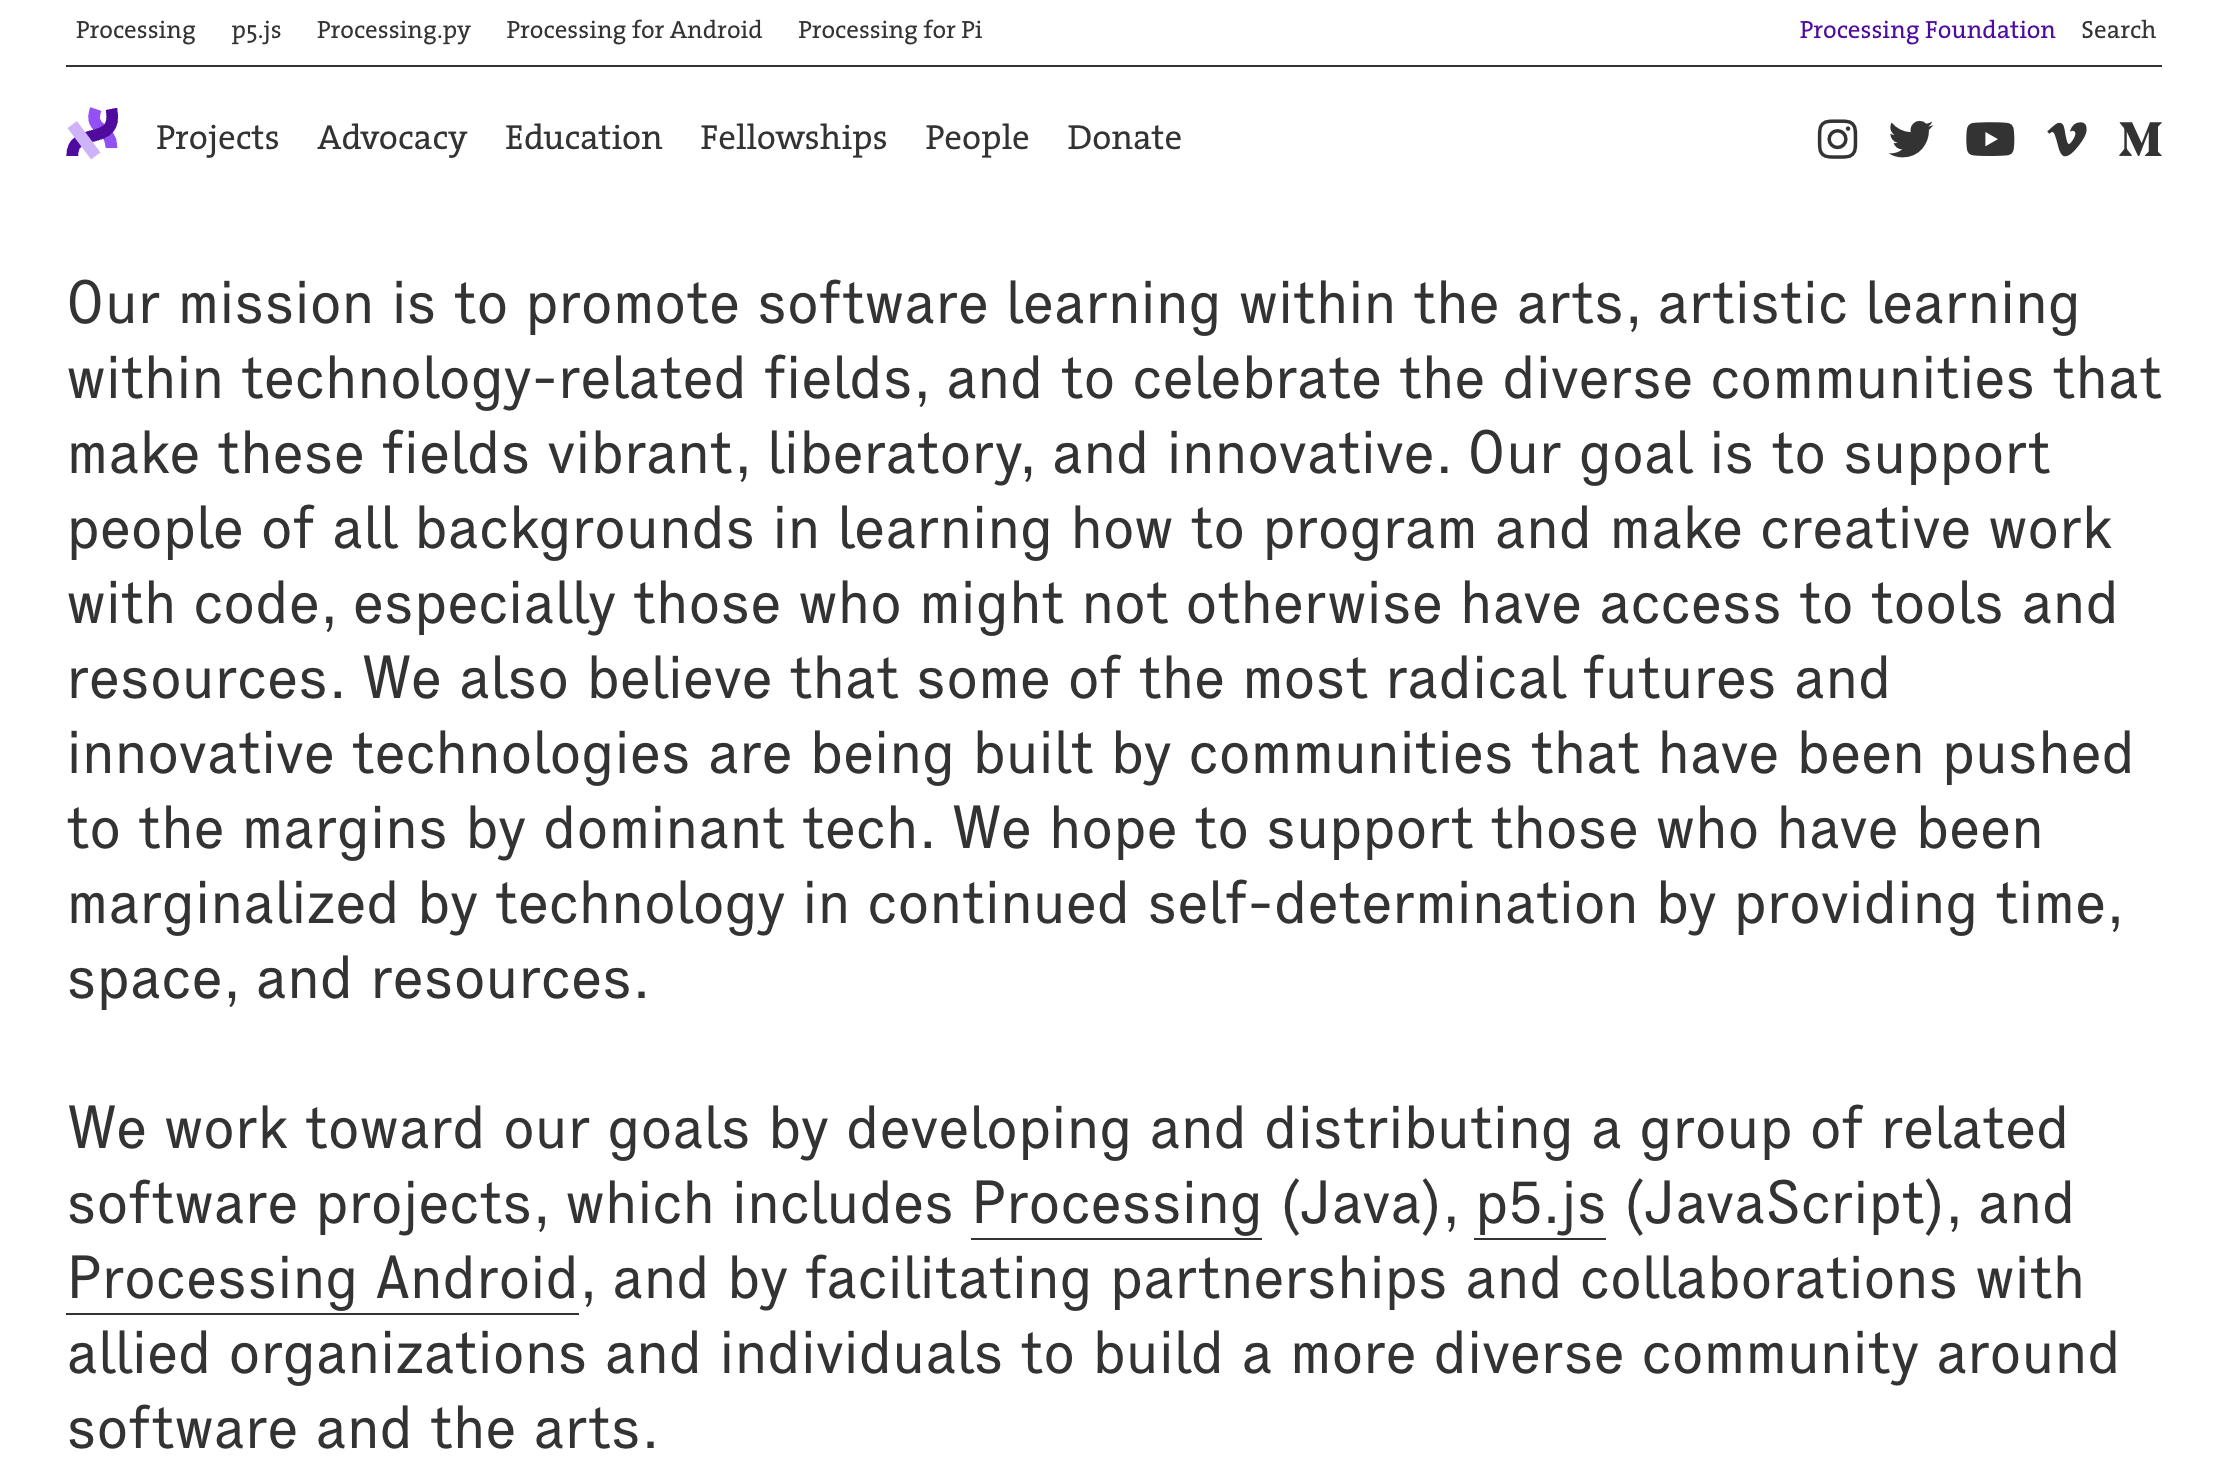 Processing p5.js Processing.py Processing for Android Processing for Pi Processing Foundation Search
Projects Advocacy Education Fellowships People Donate
Our mission is to promote software learning within the arts, artistic learning
within technology-related fields, and to celebrate the diverse communities that
make these fields vibrant, liberatory, and innovative. Our goal is to support
people of all backgrounds in learning how to program and make creative work
with code, especially those who might not otherwise have access to tools and
resources. We also believe that some of the most radical futures and
innovative technologies are being built by communities that have been pushed
to the margins by dominant tech. We hope to support those who have been
marginalized by technology in continued self-determination by providing time,
space, and resources.
We work toward our goals by developing and distributing a group of related
software projects, which includes Processing (Java), p5.js (JavaScript), and
Processing Android, and by facilitating partnerships and collaborations with
allied organizations and individuals to build a more diverse community around
software and the arts.